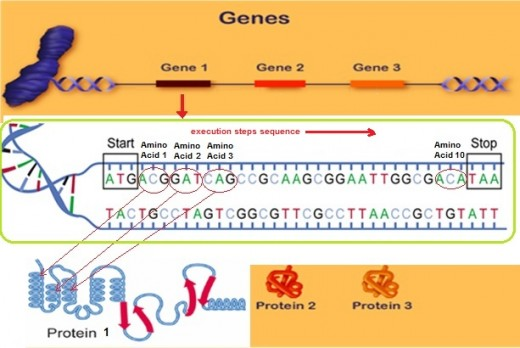 Genes
Gene 1 Gene 2 Gene 3
execution steps sequence
Start Amino Acid 1 Amino Acid 2 Amino Acid 3 Amino Acid 10 Stop
ATGACGGATCAGCCGCAAGCGGAATTGGCGACATAA
TACTGCCTAGTCGGCGTTCGCCTTAACCGCTGTATT
Protein 1
Protein 2 Protein 3